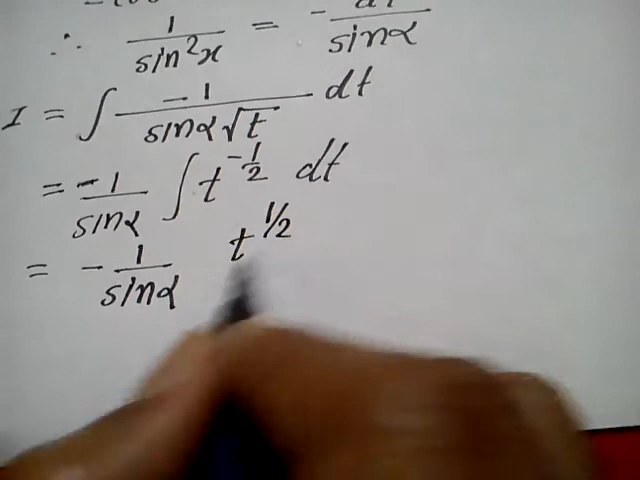 ∴ 1/sin²x = -dt/sinα
I = ∫ -1/(sinα√t) dt
= -1/sinα ∫ t^(-1/2) dt
= -1/sinα t^(1/2)